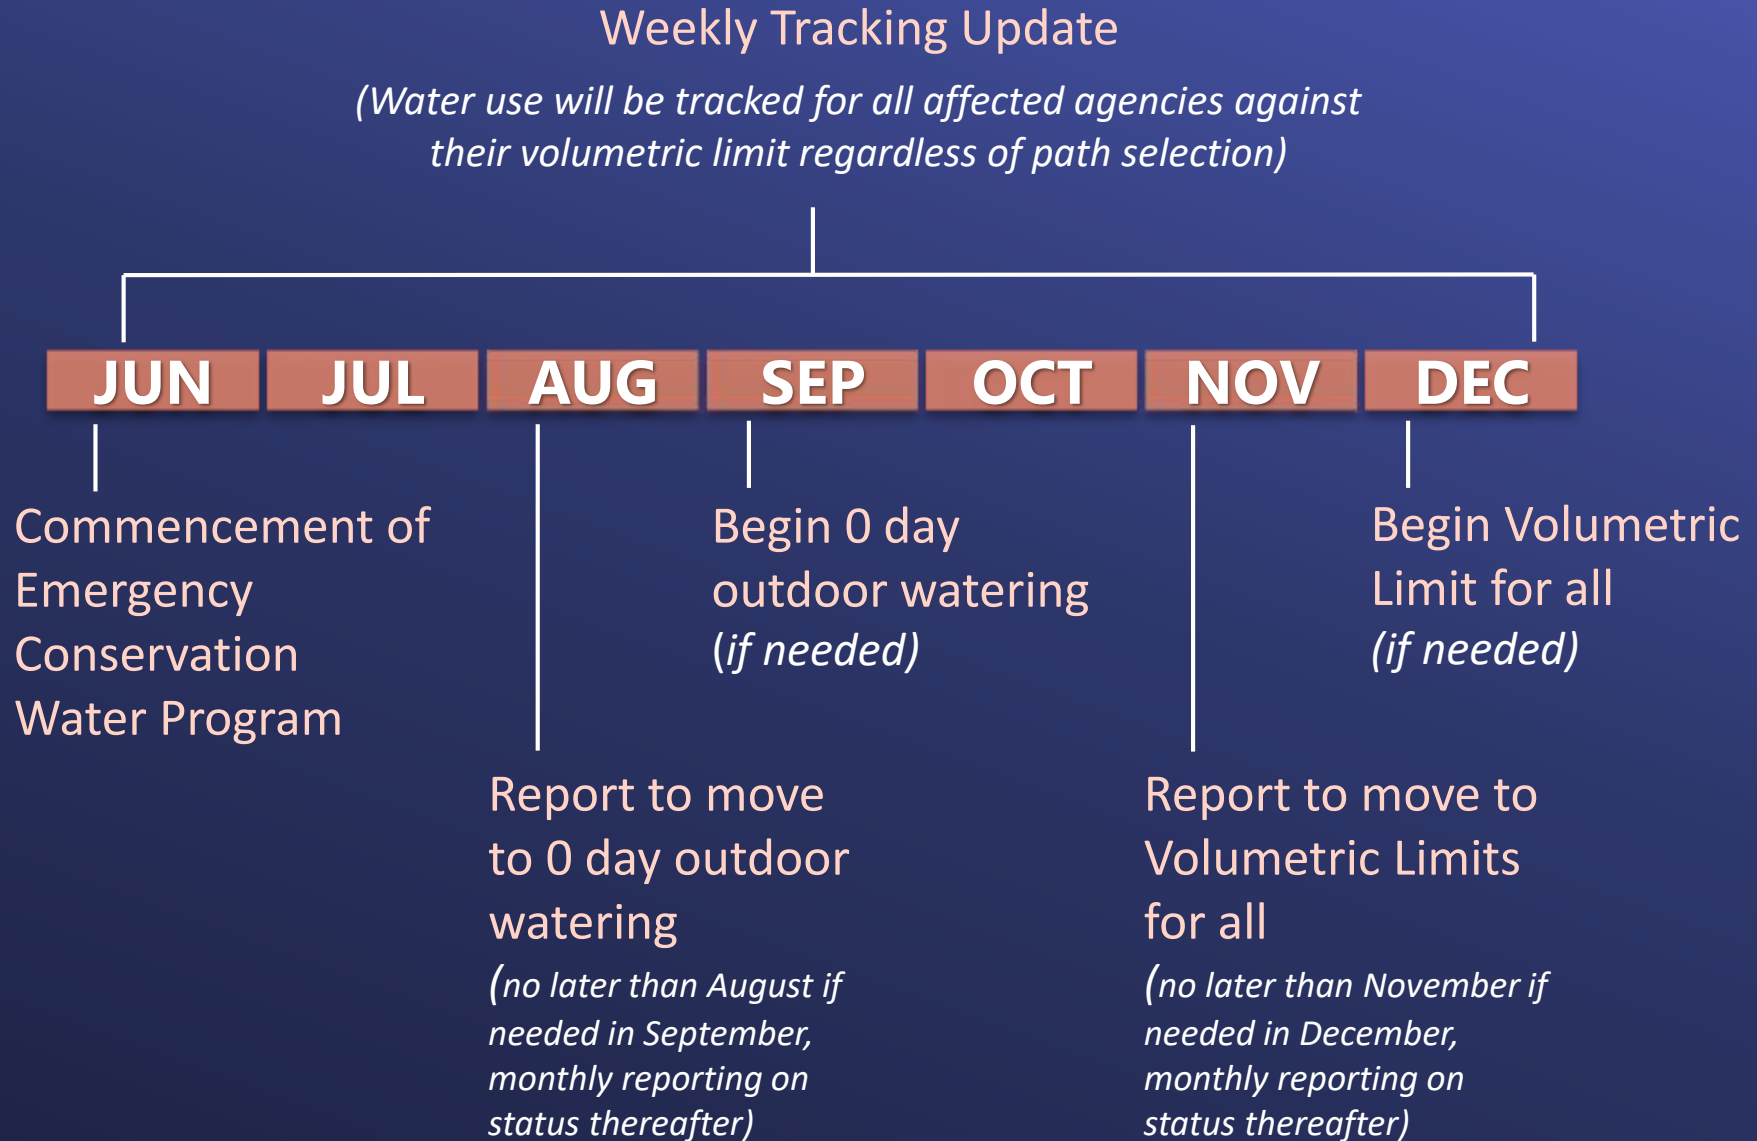 Weekly Tracking Update
(Water use will be tracked for all affected agencies against
their volumetric limit regardless of path selection)
JUN
JUL
AUG
SEP
OCT
NOV
DEC
Commencement of
Emergency
Conservation
Water Program
Report to move
to 0 day outdoor
watering
(no later than August if
needed in September,
monthly reporting on
status thereafter)
Begin 0 day
outdoor watering
(if needed)
Report to move to
Volumetric Limits
for all
(no later than November if
needed in December,
monthly reporting on
status thereafter)
Begin Volumetric
Limit for all
(if needed)